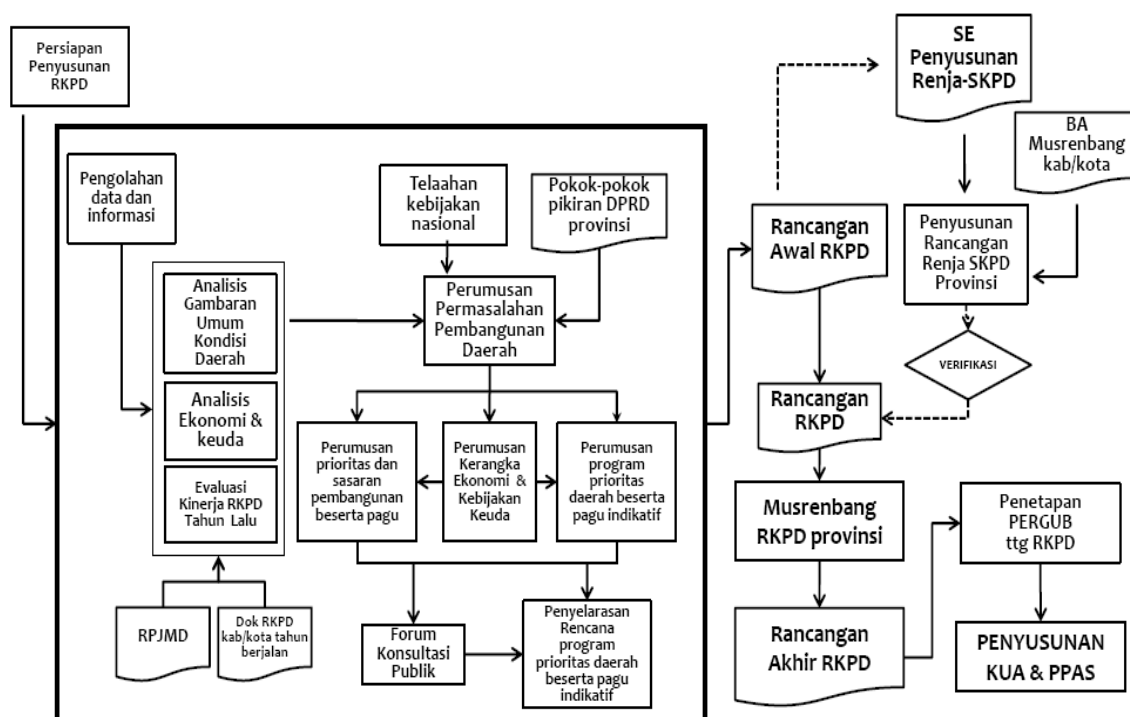 Persiapan
Penyusunan
RKPD
Pengolahan
data dan
informasi
Analisis
Gambaran
Umum
Kondisi
Daerah
Analisis
Ekonomi &
keuda
Evaluasi
Kinerja RKPD
Tahun Lalu
RPJMD
Dok RKPD
kab/kota tahun
berjalan
Telaahan
kebijakan
nasional
Pokok-pokok
pikiran DPRD
provinsi
Perumusan
Permasalahan
Pembangunan
Daerah
Perumusan
prioritas dan
sasaran
pembangunan
beserta pagu
Perumusan
Kerangka
Ekonomi &
Kebijakan
Keuda
Perumusan
program
prioritas
daerah beserta
pagu indikatif
Forum
Konsultasi
Publik
Penyelarasan
Rencana
program
prioritas daerah
beserta pagu
indikatif
Rancangan
Awal RKPD
SE
Penyusunan
Renja-SKPD
BA
Musrenbang
kab/kota
Penyusunan
Rancangan
Renja SKPD
Provinsi
VERIFIKASI
Rancangan
RKPD
Musrenbang
RKPD provinsi
Rancangan
Akhir RKPD
Penetapan
PERGUB
ttg RKPD
PENYUSUNAN
KUA & PPAS